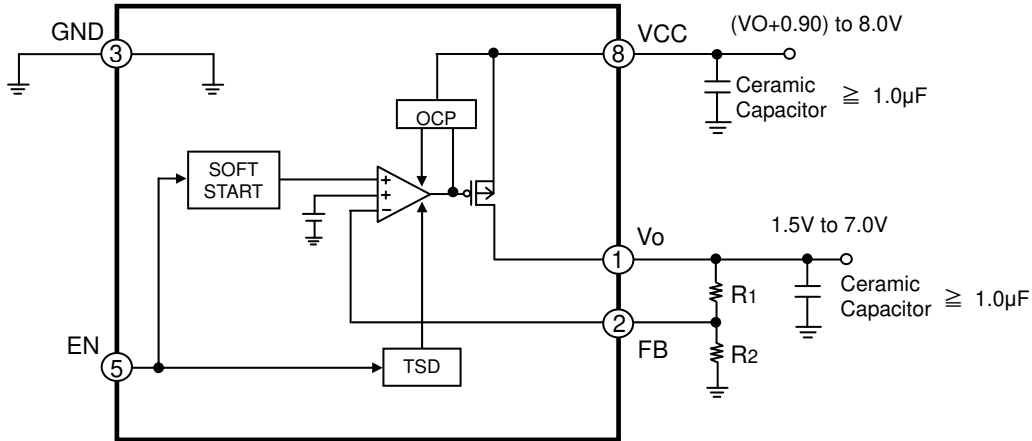 GND
3
VCC
8
(VO+0.90) to 8.0V
Ceramic
Capacitor ≧ 1.0µF
OCP
SOFT
START
+
+
−
1.5V to 7.0V
Vo
1
Ceramic
Capacitor ≧ 1.0µF
R1
2
FB
R2
EN
5
TSD